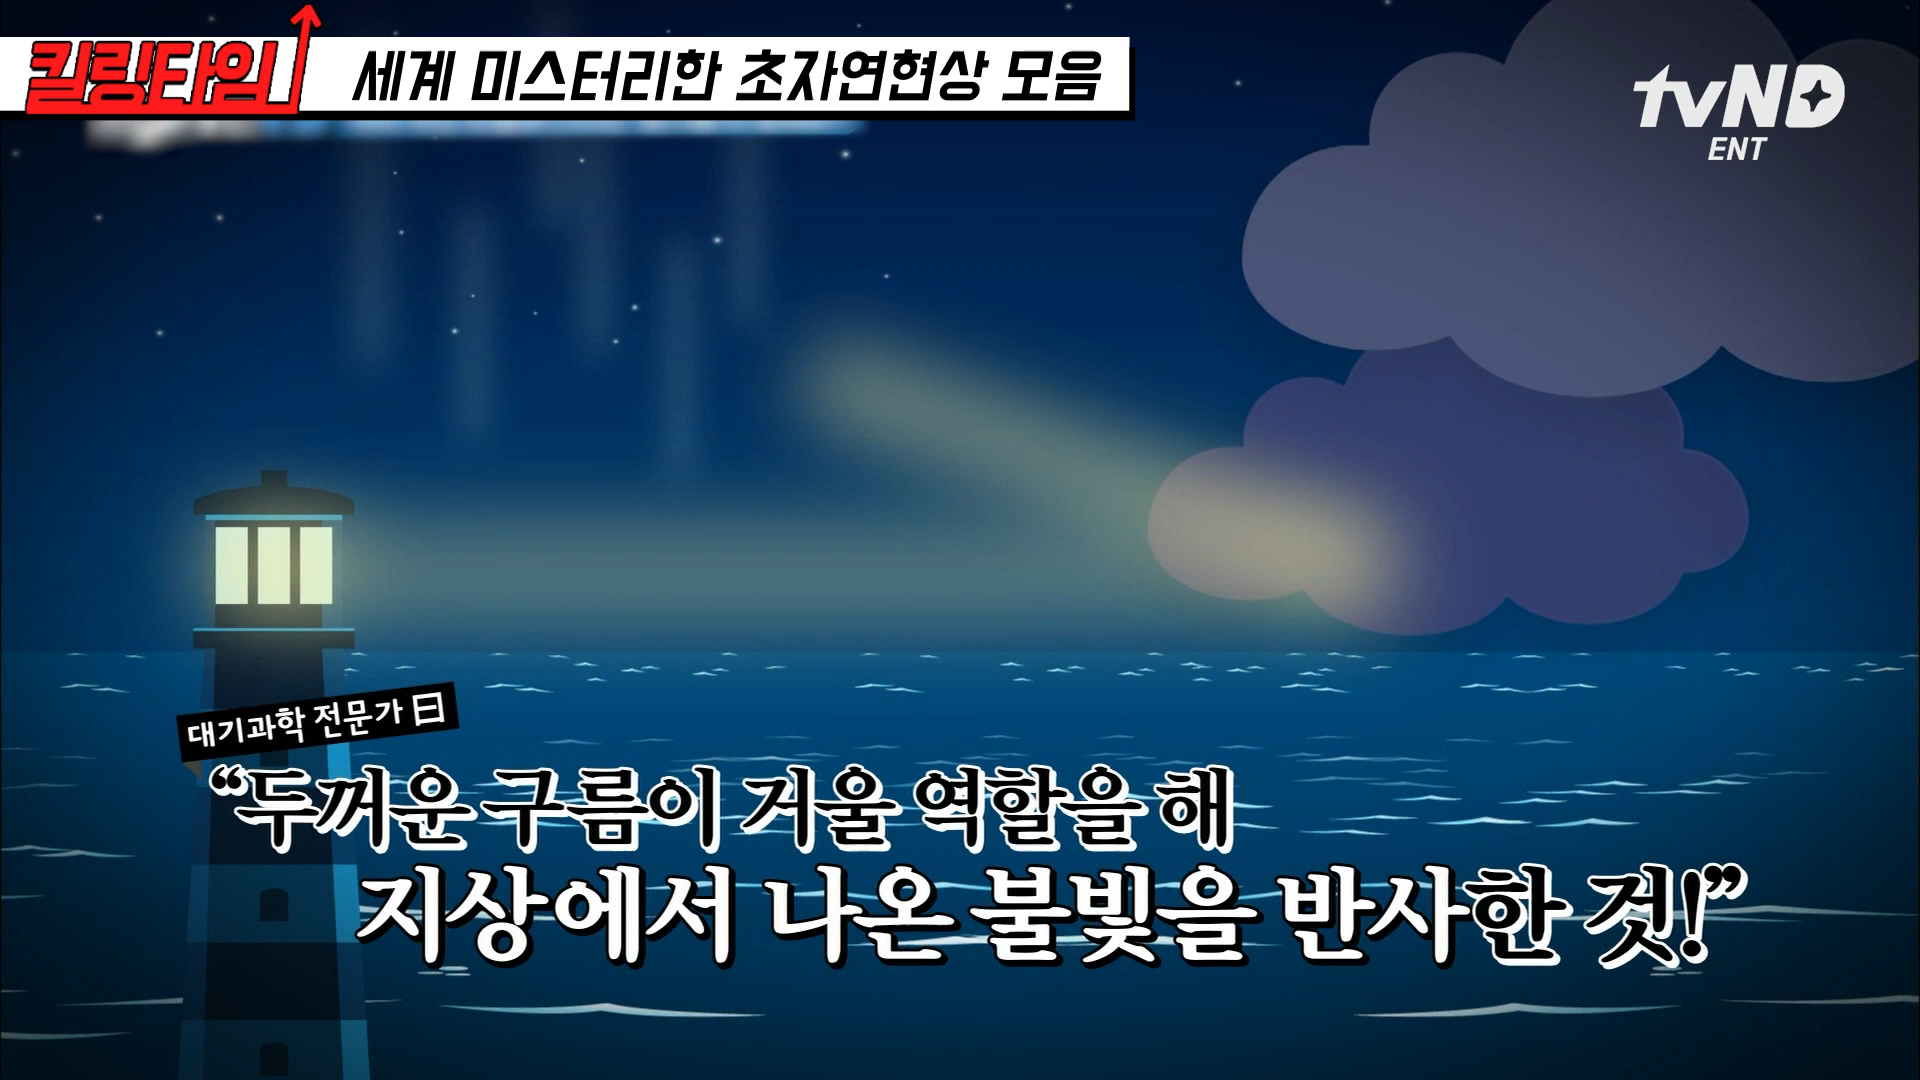 킬링타임
세계 미스터리한 초자연현상 모음
tvND
ENT
대기과학 전문가 曰
“두꺼운 구름이 거울 역할을 해
지상에서 나온 불빛을 반사한 것!”